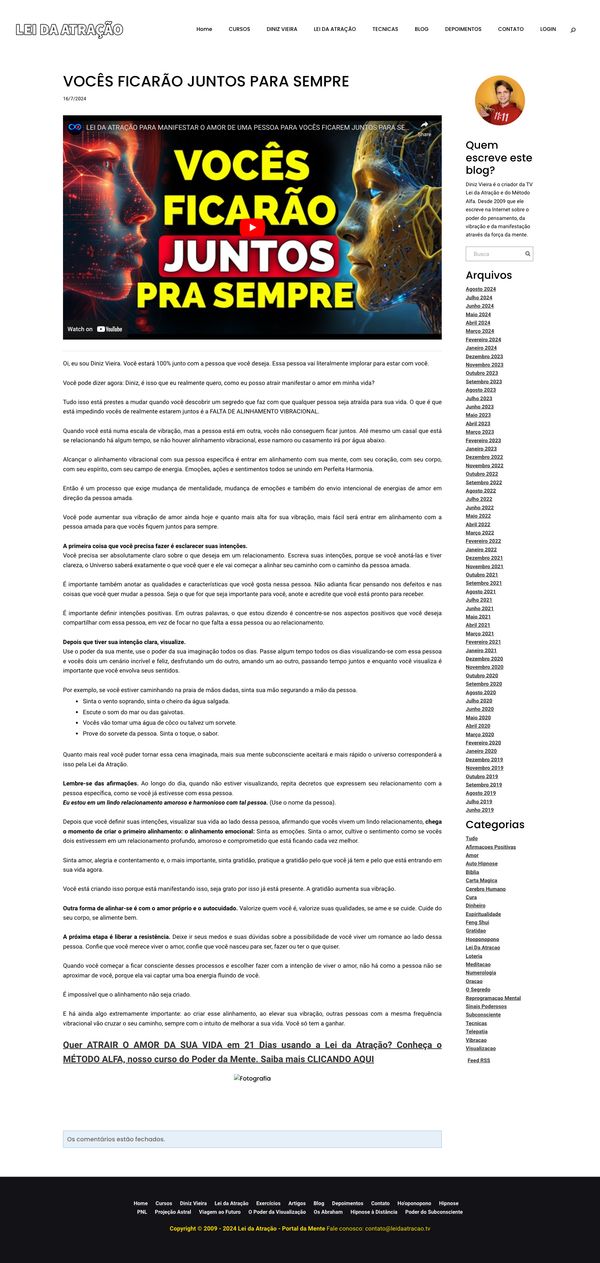 LEI DA ATRAÇÃO
Home CURSOS DINIZ VIEIRA LEI DA ATRAÇÃO TECNICAS BLOG DEPOIMENTOS CONTATO LOGIN
VOCÊS FICARÃO JUNTOS PARA SEMPRE
16/7/2024
LEI DA ATRAÇÃO PARA MANIFESTAR O AMOR DE UMA PESSOA PARA VOCÊS FICAREM JUNTOS PARA SE
Share
VOCÊS
FICARÃO
JUNTOS
PRA SEMPRE
Watch on YouTube
Oi, eu sou Diniz Vieira. Você estará 100% junto com a pessoa que você deseja. Essa pessoa vai literalmente implorar para estar com você.
Você pode dizer agora: Diniz, é isso que eu realmente quero, como eu posso atrair manifestar o amor em minha vida?
Tudo isso está prestes a mudar quando você descobrir um segredo que faz com que qualquer pessoa seja atraída para sua vida. O que é que
está impedindo vocês de realmente estarem juntos é a FALTA DE ALINHAMENTO VIBRACIONAL.
Quando você está numa escala de vibração, mas a pessoa está em outra, vocês não conseguem ficar juntos. Até mesmo um casal que está
se relacionando há algum tempo, se não houver alinhamento vibracional, esse namoro ou casamento irá por água abaixo.
Alcançar o alinhamento vibracional com sua pessoa específica é entrar em alinhamento com sua mente, com seu coração, com seu corpo,
com seu espírito, com seu campo de energia. Emoções, ações e sentimentos todos se unindo em Perfeita Harmonia.
Então é um processo que exige mudança de mentalidade, mudança de emoções e também do envio intencional de energias de amor em
direção da pessoa amada.
Você pode aumentar sua vibração de amor ainda hoje e quanto mais alta for sua vibração, mais fácil será entrar em alinhamento com a
pessoa amada para que vocês fiquem juntos para sempre.
A primeira coisa que você precisa fazer é esclarecer suas intenções.
Você precisa ser absolutamente claro sobre o que deseja em um relacionamento. Escreva suas intenções, porque se você anotá-las e tiver
clareza, o Universo saberá exatamente o que você quer e ele vai começar a alinhar seu caminho com o caminho da pessoa amada.
É importante também anotar as qualidades e características que você gosta nessa pessoa. Não adianta ficar pensando nos defeitos e nas
coisas que você quer mudar a pessoa. Seja o que for que seja importante para você, anote e acredite que você está pronto para receber.
É importante definir intenções positivas. Em outras palavras, o que estou dizendo é concentre-se nos aspectos positivos que você deseja
compartilhar com essa pessoa, em vez de focar no que falta a essa pessoa ou ao relacionamento.
Depois que tiver sua intenção clara, visualize.
Use o poder da sua mente, use o poder da sua imaginação todos os dias. Passe algum tempo todos os dias visualizando-se com essa pessoa
e vocês dois um cenário incrível e feliz, desfrutando um do outro, amando um ao outro, passando tempo juntos e enquanto você visualiza é
importante que você envolva seus sentidos.
Por exemplo, se você estiver caminhando na praia de mãos dadas, sinta sua mão segurando a mão da pessoa.
• Sinta o vento soprando, sinta o cheiro da água salgada.
• Escute o som do mar ou das gaivotas.
• Vocês vão tomar uma água de côco ou talvez um sorvete.
• Prove do sorvete da pessoa. Sinta o toque, o sabor.
Quanto mais real você puder tornar essa cena imaginada, mais sua mente subconsciente aceitará e mais rápido o universo corresponderá a
isso pela Lei da Atração.
Lembre-se das afirmações. Ao longo do dia, quando não estiver visualizando, repita decretos que expressem seu relacionamento com a
pessoa específica, como se você já estivesse com essa pessoa.
Eu estou em um lindo relacionamento amoroso e harmonioso com tal pessoa. (Use o nome da pessoa).
Depois que você definir suas intenções, visualizar sua vida ao lado dessa pessoa, afirmando que vocês vivem um lindo relacionamento, chega
o momento de criar o primeiro alinhamento: o alinhamento emocional: Sinta as emoções. Sinta o amor, cultive o sentimento como se vocês
dois estivessem em um relacionamento profundo, amoroso e comprometido que está ficando cada vez melhor.
Sinta amor, alegria e contentamento e, o mais importante, sinta gratidão, pratique a gratidão pelo que você já tem e pelo que está entrando em
sua vida agora.
Você está criando isso porque está manifestando isso, seja grato por isso já está presente. A gratidão aumenta sua vibração.
Outra forma de alinhar-se é com o amor próprio e o autocuidado. Valorize quem você é, valorize suas qualidades, se ame e se cuide. Cuide do
seu corpo, se alimente bem.
A próxima etapa é liberar a resistência. Deixe ir seus medos e suas dúvidas sobre a possibilidade de você viver um romance ao lado dessa
pessoa. Confie que você merece viver o amor, confie que você nasceu para ser, fazer ou ter o que quiser.
Quando você começar a ficar consciente desses processos e escolher fazer com a intenção de viver o amor, não há como a pessoa não se
aproximar de você, porque ela vai captar uma boa energia fluindo de você.
É impossível que o alinhamento não seja criado.
E há ainda algo extremamente importante: ao criar esse alinhamento, ao elevar sua vibração, outras pessoas com a mesma frequência
vibracional vão cruzar o seu caminho, sempre com o intuito de melhorar a sua vida. Você só tem a ganhar.
Quer ATRAIR O AMOR DA SUA VIDA em 21 Dias usando a Lei da Atração? Conheça o
MÉTODO ALFA, nosso curso do Poder da Mente. Saiba mais CLICANDO AQUI
Fotografia
Os comentários estão fechados.
11:11
Quem
escreve este
blog?
Diniz Vieira é o criador da TV
Lei da Atração e do Método
Alfa. Desde 2009 que ele
escreve na Internet sobre o
poder do pensamento, da
vibração e da manifestação
através da força da mente.
Busca
Arquivos
Agosto 2024
Julho 2024
Junho 2024
Maio 2024
Abril 2024
Março 2024
Fevereiro 2024
Janeiro 2024
Dezembro 2023
Novembro 2023
Outubro 2023
Setembro 2023
Agosto 2023
Julho 2023
Junho 2023
Maio 2023
Abril 2023
Março 2023
Fevereiro 2023
Janeiro 2023
Dezembro 2022
Novembro 2022
Outubro 2022
Setembro 2022
Agosto 2022
Julho 2022
Junho 2022
Maio 2022
Abril 2022
Março 2022
Fevereiro 2022
Janeiro 2022
Dezembro 2021
Novembro 2021
Outubro 2021
Setembro 2021
Agosto 2021
Julho 2021
Junho 2021
Maio 2021
Abril 2021
Março 2021
Fevereiro 2021
Janeiro 2021
Dezembro 2020
Novembro 2020
Outubro 2020
Setembro 2020
Agosto 2020
Julho 2020
Junho 2020
Maio 2020
Abril 2020
Março 2020
Fevereiro 2020
Janeiro 2020
Dezembro 2019
Novembro 2019
Outubro 2019
Setembro 2019
Agosto 2019
Julho 2019
Junho 2019
Categorias
Tudo
Afirmacoes Positivas
Amor
Auto Hipnose
Biblia
Carta Magica
Cerebro Humano
Cura
Dinheiro
Espiritualidade
Feng Shui
Gratidao
Hooponopono
Lei Da Atracao
Loteria
Meditacao
Numerologia
Oracao
O Segredo
Reprogramacao Mental
Sinais Poderosos
Subconsciente
Tecnicas
Telepatia
Vibracao
Visualizacao
Feed RSS
Home Cursos Diniz Vieira Lei da Atração Exercícios Artigos Blog Depoimentos Contato Ho'oponopono Hipnose
PNL Projeção Astral Viagem ao Futuro O Poder da Visualização Os Abraham Hipnose à Distância Poder do Subconsciente
Copyright © 2009 - 2024 Lei da Atração - Portal da Mente Fale conosco: contato@leidaatracao.tv